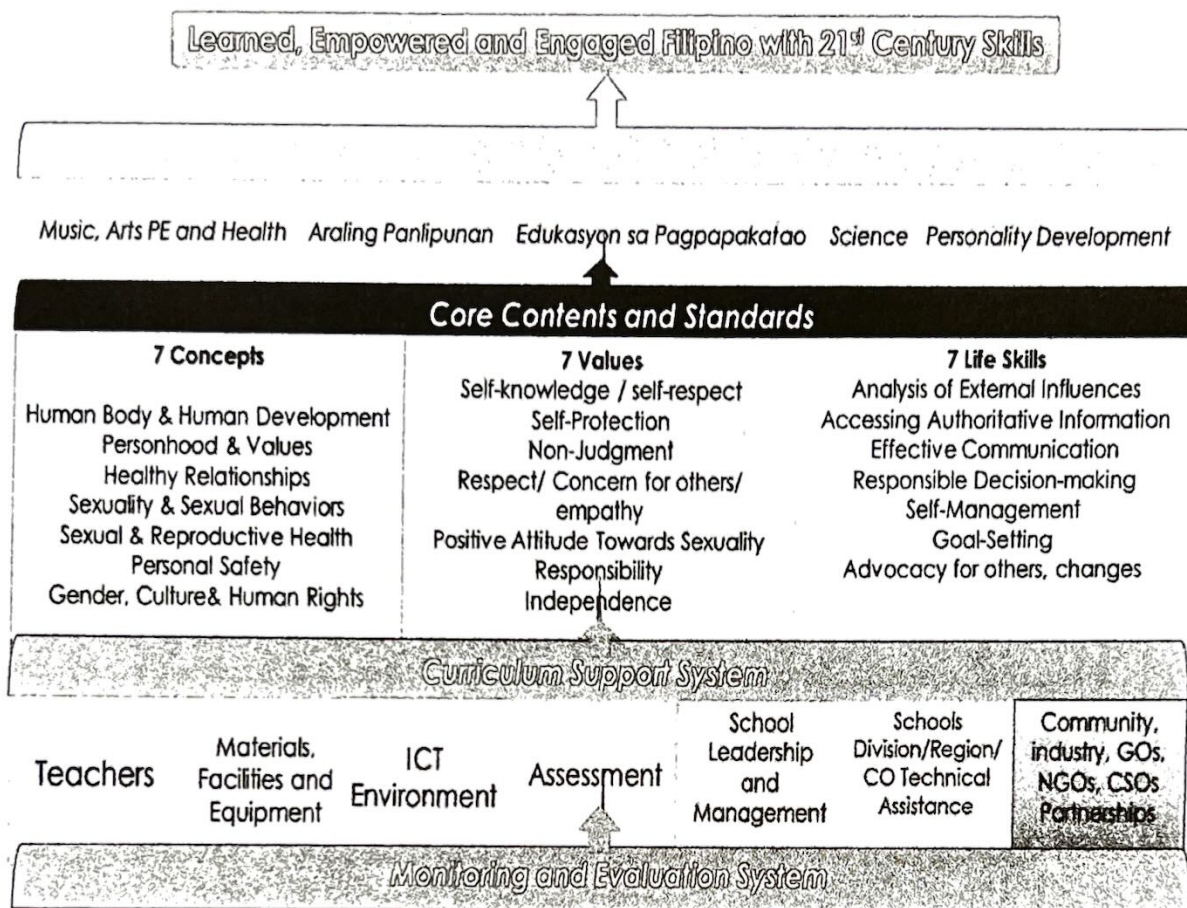 Learned, Empowered and Engaged Filipino with 21st Century Skills
Music, Arts PE and Health Araling Panlipunan Edukasyon sa Pagpapakatao Science Personality Development
Core Contents and Standards
7 Concepts
Human Body & Human Development
Personhood & Values
Healthy Relationships
Sexuality & Sexual Behaviors
Sexual & Reproductive Health
Personal Safety
Gender, Culture& Human Rights
7 Values
Self-knowledge / self-respect
Self-Protection
Non-Judgment
Respect/ Concern for others/
empathy
Positive Attitude Towards Sexuality
Responsibility
Independence
7 Life Skills
Analysis of External Influences
Accessing Authoritative Information
Effective Communication
Responsible Decision-making
Self-Management
Goal-Setting
Advocacy for others, changes
Curriculum Support System
Teachers
Materials,
Facilities and
Equipment
ICT
Environment
Assessment
School
Leadership
and
Management
Schools
Division/Region/
CO Technical
Assistance
Community,
industry, GOs,
NGOs, CSOs
Partnerships
Monitoring and Evaluation System